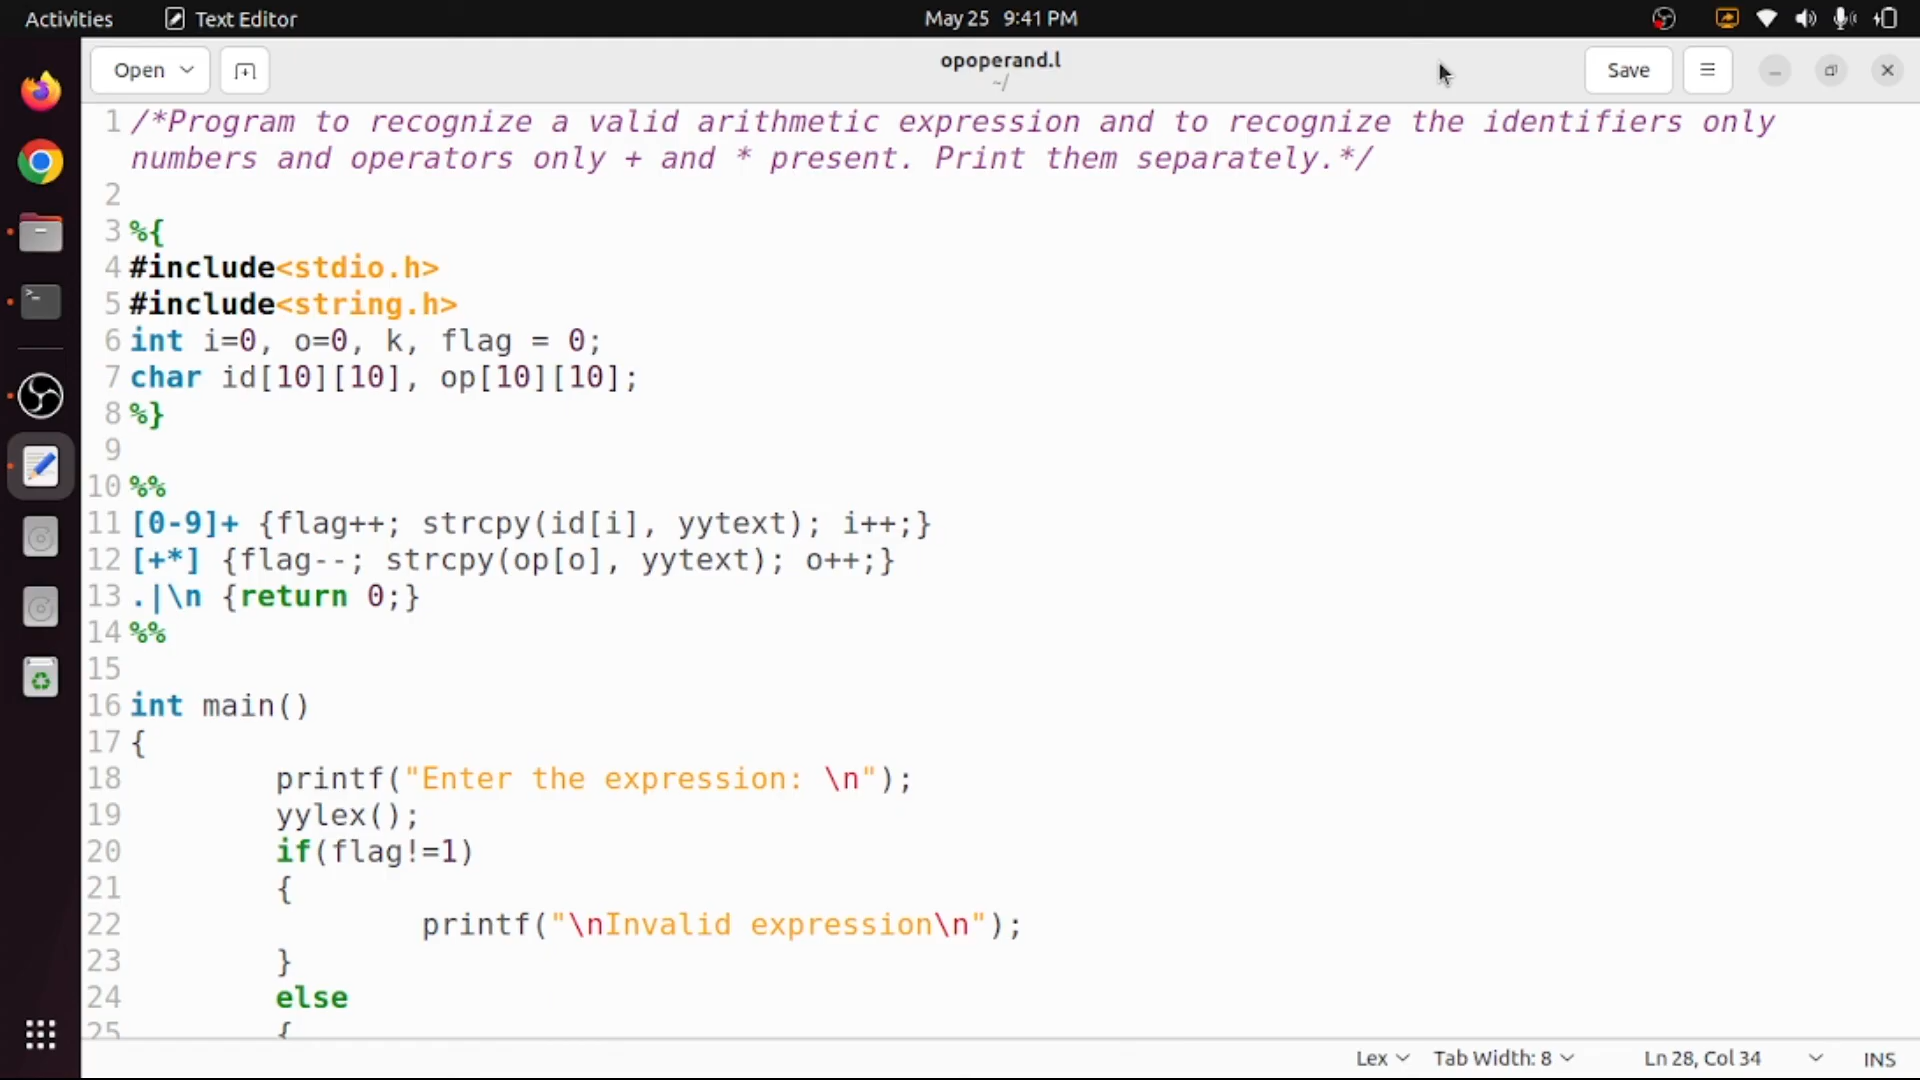 Activities Text Editor May 25 9:41 PM
Open opoperand.l Save
~/
1 /*Program to recognize a valid arithmetic expression and to recognize the identifiers only
numbers and operators only + and * present. Print them separately.*/
2
3 %{
4 #include<stdio.h>
5 #include<string.h>
6 int i=0, o=0, k, flag = 0;
7 char id[10][10], op[10][10];
8 %}
9
10 %%
11 [0-9]+ {flag++; strcpy(id[i], yytext); i++;}
12 [+*] {flag--; strcpy(op[o], yytext); o++;}
13 .|\n {return 0;}
14 %%
15
16 int main()
17 {
18 printf("Enter the expression: \n");
19 yylex();
20 if(flag!=1)
21 {
22 printf("\nInvalid expression\n");
23 }
24 else
25 {
Lex Tab Width: 8 Ln 28, Col 34 INS